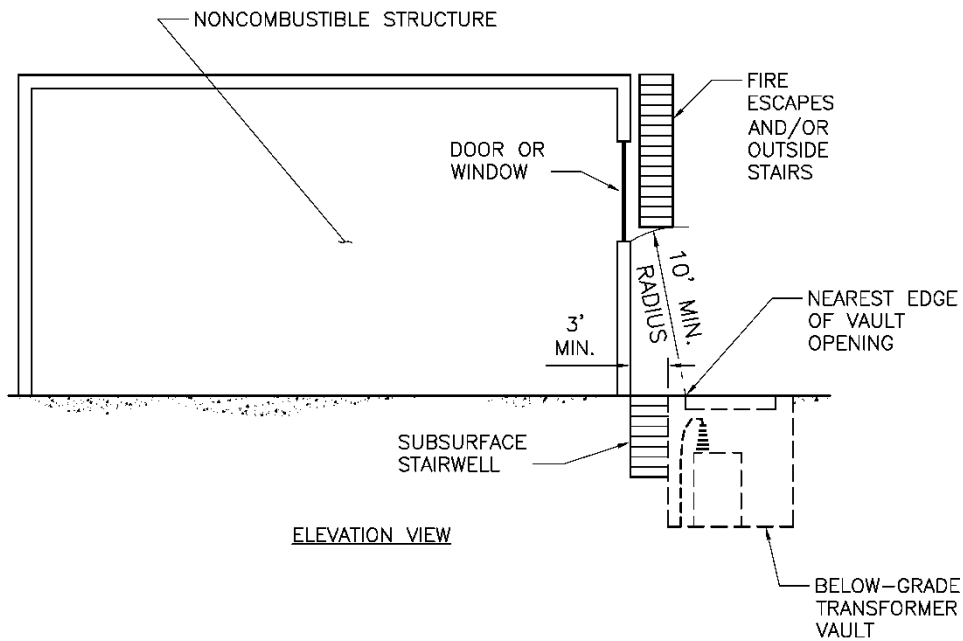 NONCOMBUSTIBLE STRUCTURE
FIRE
ESCAPES
AND/OR
OUTSIDE
STAIRS
DOOR OR
WINDOW
10' MIN.
RADIUS
3'
MIN.
NEAREST EDGE
OF VAULT
OPENING
SUBSURFACE
STAIRWELL
ELEVATION VIEW
BELOW-GRADE
TRANSFORMER
VAULT